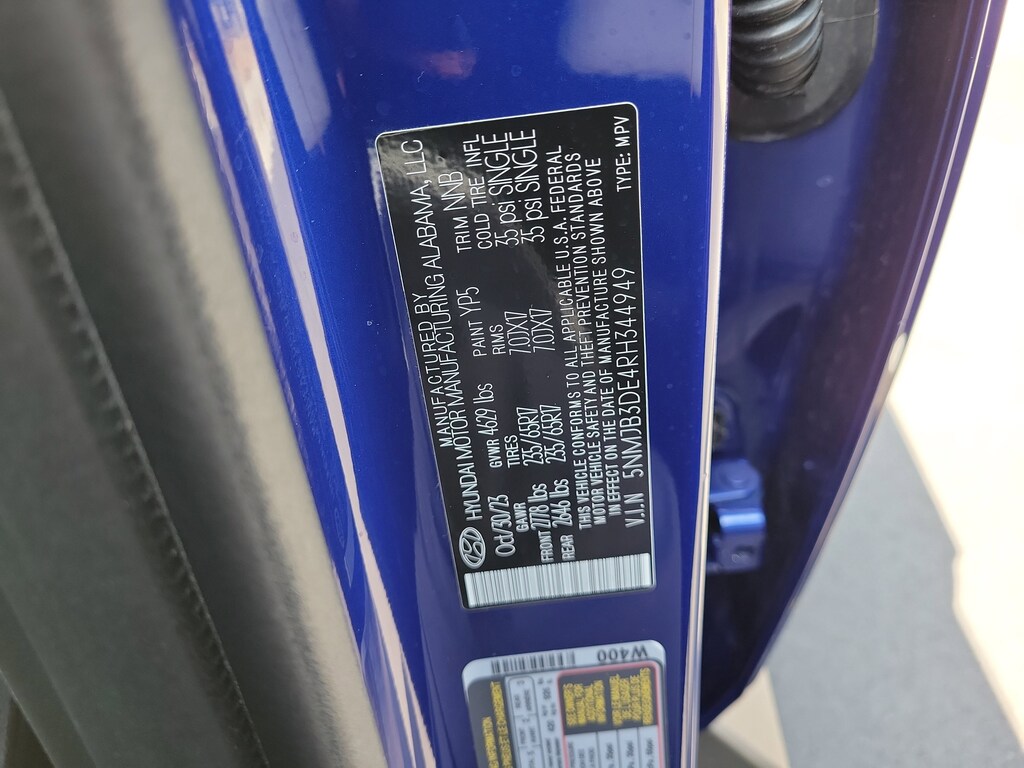 MANUFACTURED BY
HYUNDAI MOTOR MANUFACTURING ALABAMA, LLC
Oct/30/23 GVWR 4629 lbs PAINT YP5 TRIM NNB
GAWR TIRES RIMS COLD TIRE INFL
FRONT 2778 lbs 235/65R17 7.0JX17 35 psi:SINGLE
REAR 2646 lbs 235/65R17 7.0JX17 35 psi:SINGLE
THIS VEHICLE CONFORMS TO ALL APPLICABLE U.S.A. FEDERAL
MOTOR VEHICLE SAFETY AND THEFT PREVENTION STANDARDS
IN EFFECT ON THE DATE OF MANUFACTURE SHOWN ABOVE
V.I.N 5NMJB3DE4RH344949 TYPE: MPV
W400